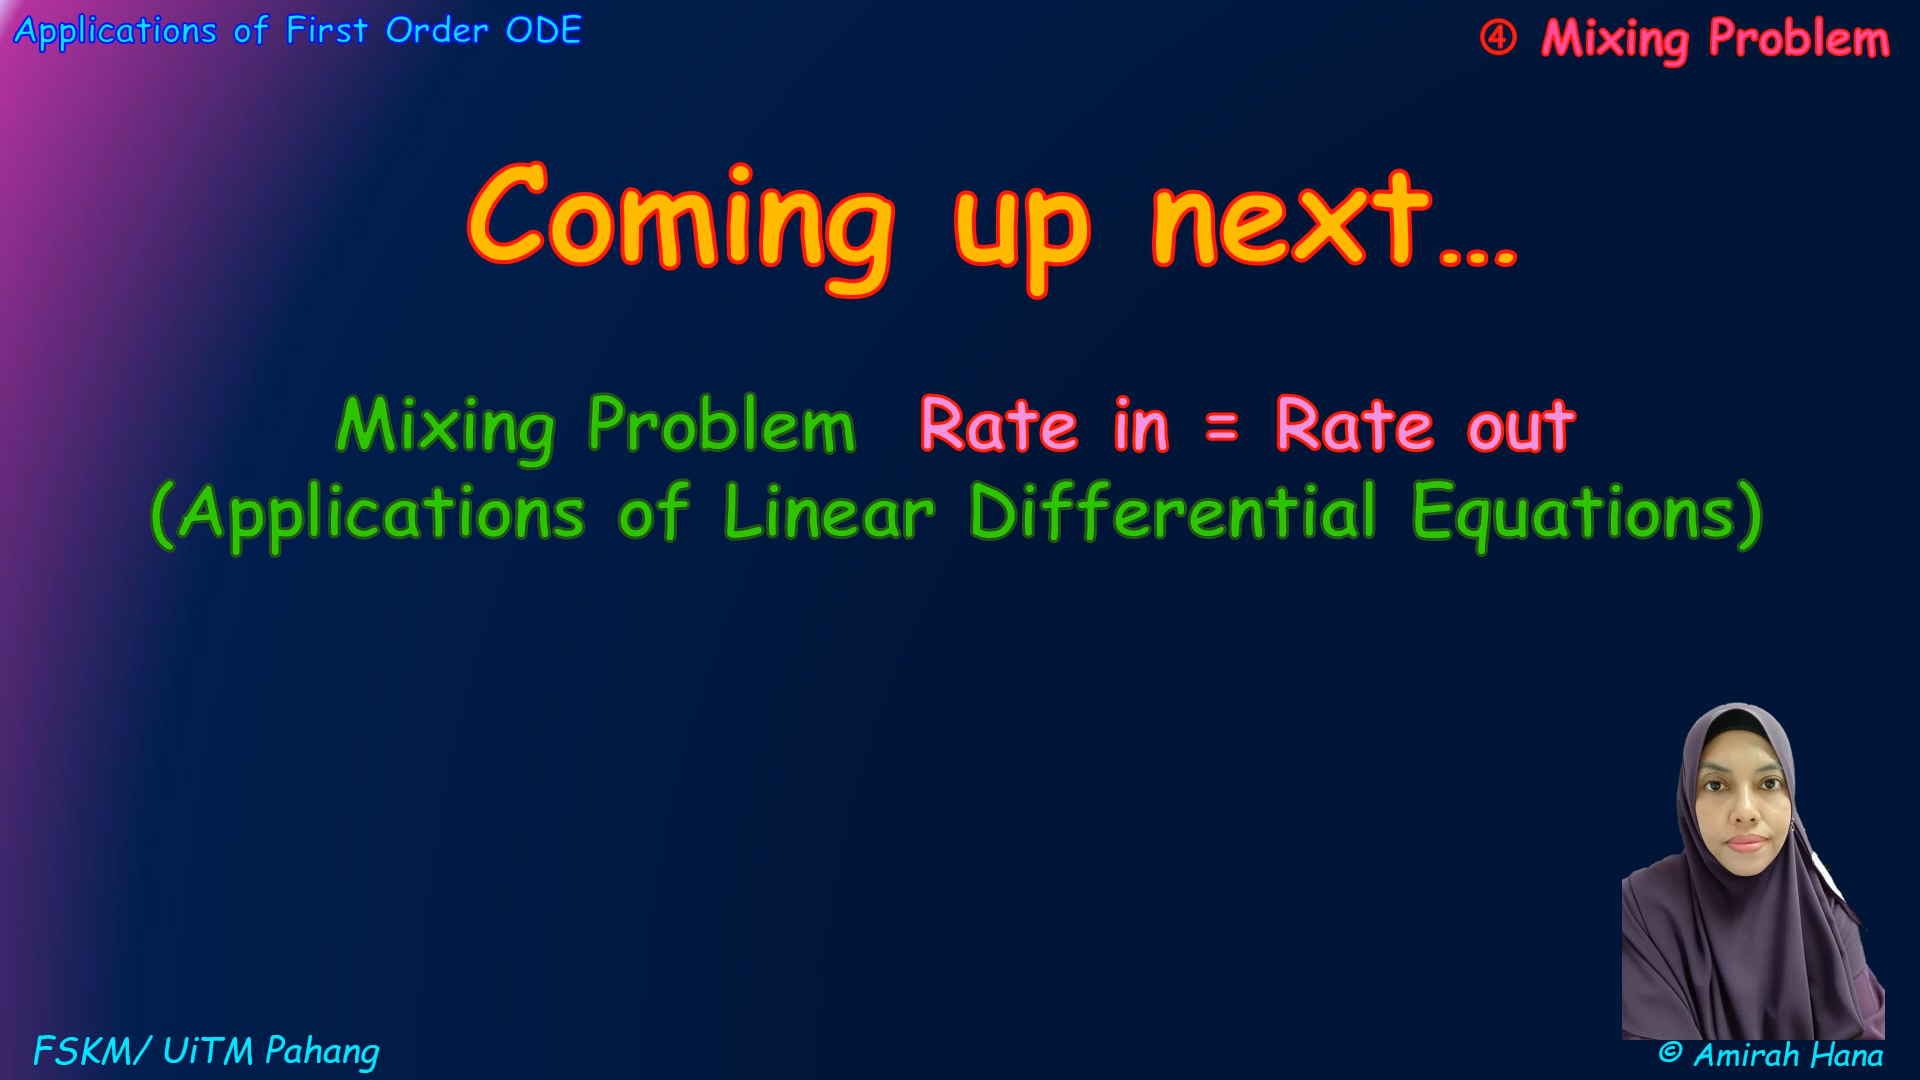 Applications of First Order ODE
④ Mixing Problem
Coming up next...
Mixing Problem Rate in = Rate out
(Applications of Linear Differential Equations)
FSKM/ UiTM Pahang
© Amirah Hana